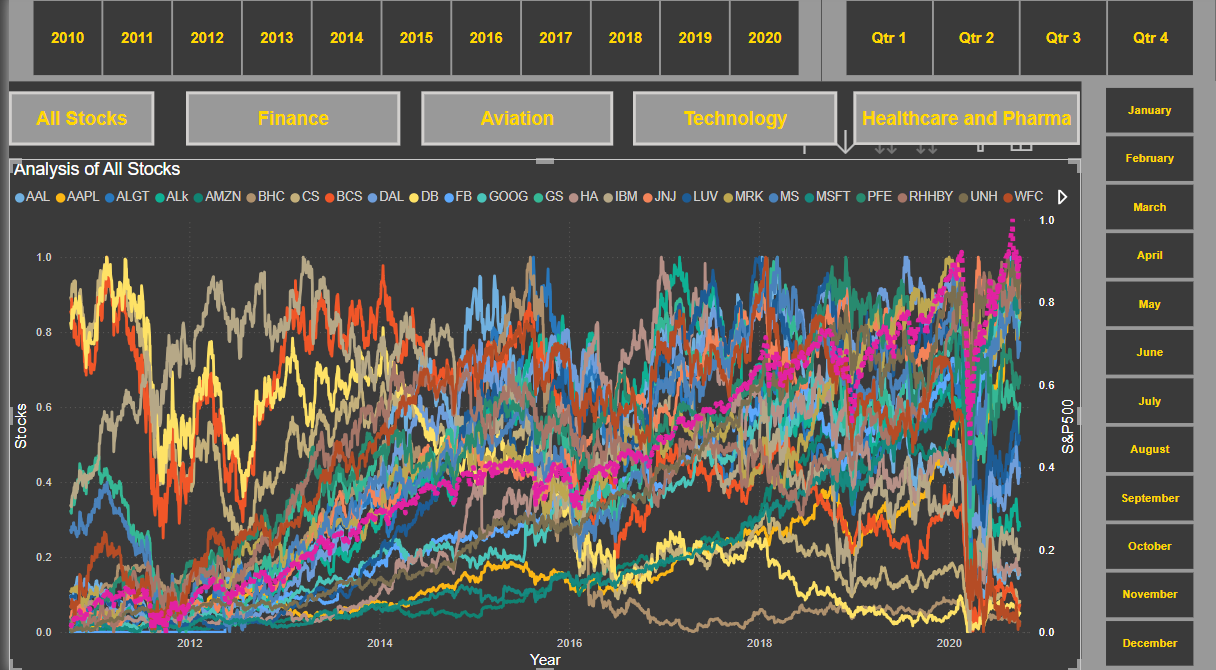 2010 2011 2012 2013 2014 2015 2016 2017 2018 2019 2020 Qtr 1 Qtr 2 Qtr 3 Qtr 4
All Stocks Finance Aviation Technology Healthcare and Pharma
Analysis of All Stocks
AAL AAPL ALGT ALk AMZN BHC CS BCS DAL DB FB GOOG GS HA IBM JNJ LUV MRK MS MSFT PFE RHHBY UNH WFC
1.0
0.8
0.6
0.4
0.2
0.0
Stocks
1.0
0.8
0.6
0.4
0.2
0.0
S&P500
2012 2014 2016 2018 2020
Year
January
February
March
April
May
June
July
August
September
October
November
December